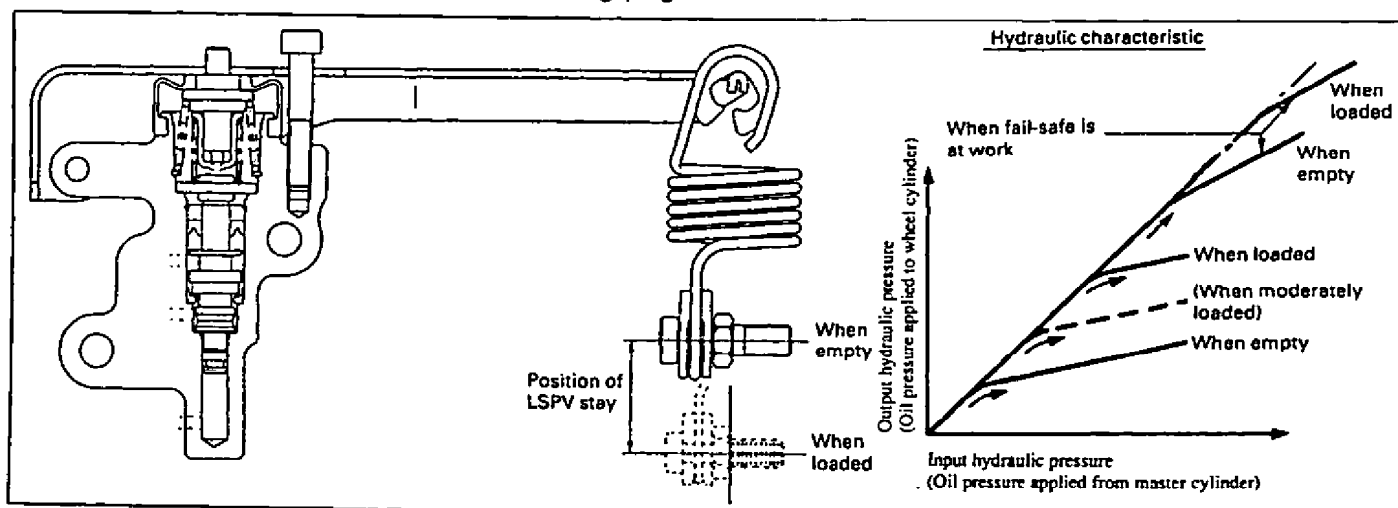 Hydraulic characteristic
When
loaded
When fail-safe is
at work
When
empty
When loaded
(When moderately
loaded)
When empty
Output hydraulic pressure
(Oil pressure applied to wheel cylinder)
Input hydraulic pressure
(Oil pressure applied from master cylinder)
When
empty
Position of
LSPV stay
When
loaded